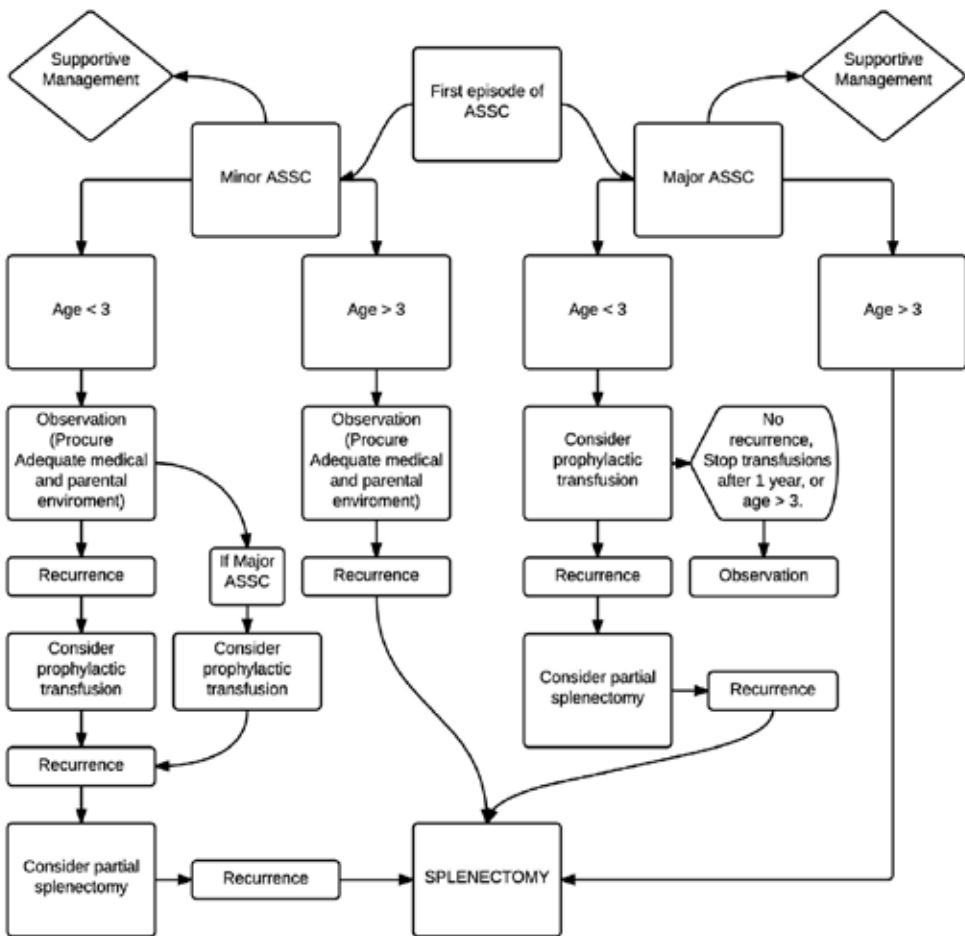 Supportive
Management
First episode of
ASSC
Supportive
Management
Minor ASSC
Major ASSC
Age < 3
Age > 3
Age < 3
Age > 3
Observation
(Procure
Adequate medical
and parental
enviroment)
Observation
(Procure
Adequate medical
and parental
enviroment)
Consider
prophylactic
transfusion
No
recurrence,
Stop transfusions
after 1 year, or
age > 3.
Recurrence
If Major
ASSC
Recurrence
Recurrence
Observation
Consider
prophylactic
transfusion
Consider
prophylactic
transfusion
Consider partial
splenectomy
Recurrence
Recurrence
Consider partial
splenectomy
Recurrence
SPLENECTOMY